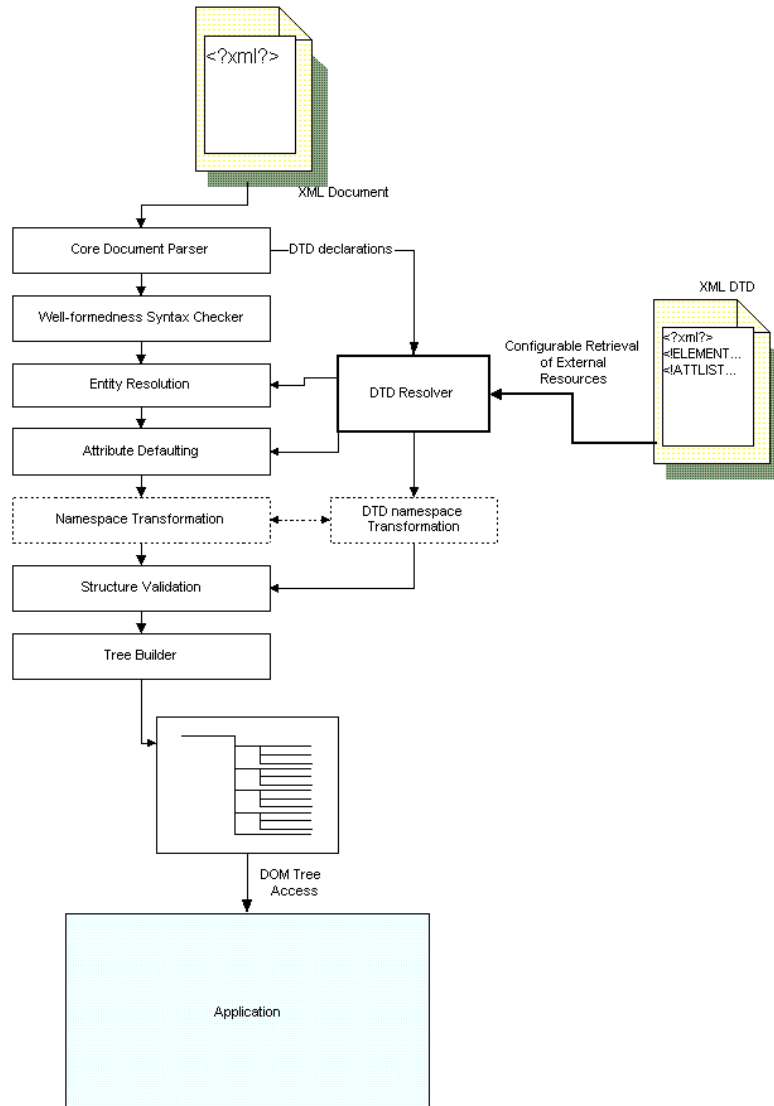 <?xml?>
XML Document
Core Document Parser
DTD declarations
Well-formedness Syntax Checker
XML DTD
<?xml?>
<!ELEMENT...
<!ATTLIST...
Configurable Retrieval
of External
Resources
Entity Resolution
DTD Resolver
Attribute Defaulting
Namespace Transformation
DTD namespace
Transformation
Structure Validation
Tree Builder
DOM Tree
Access
Application